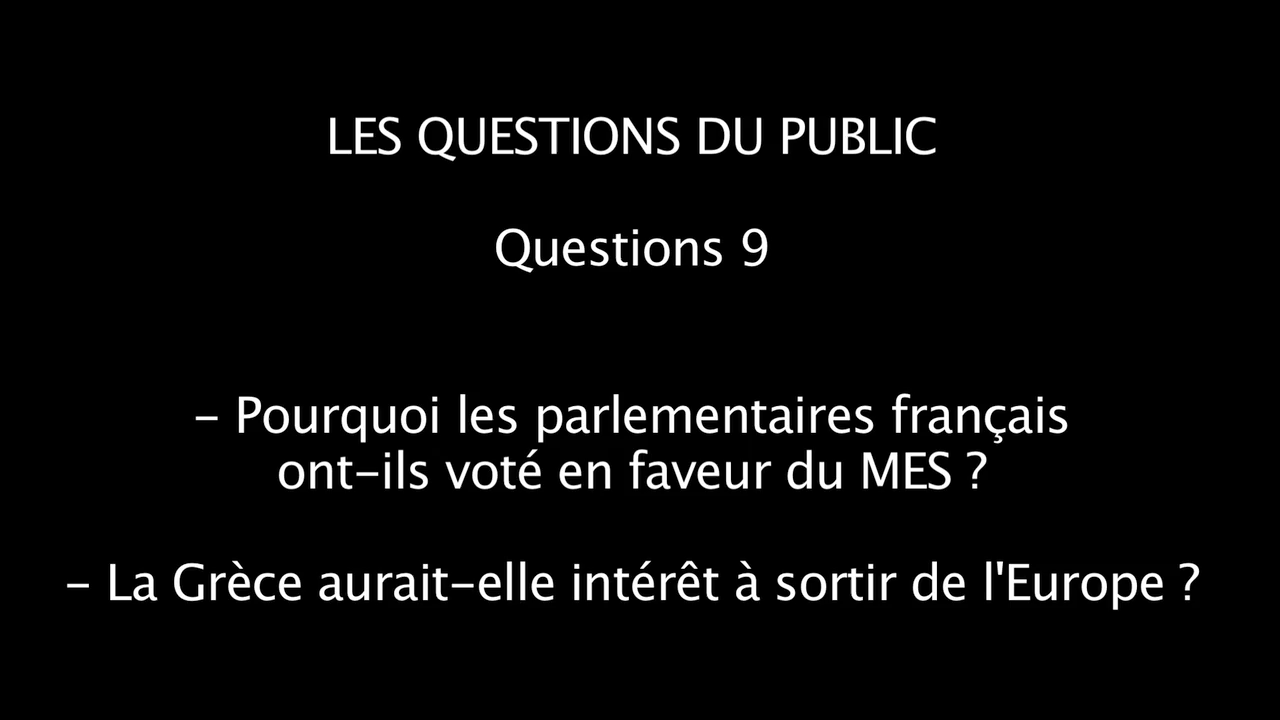 LES QUESTIONS DU PUBLIC
Questions 9
- Pourquoi les parlementaires français
ont-ils voté en faveur du MES ?
- La Grèce aurait-elle intérêt à sortir de l'Europe ?